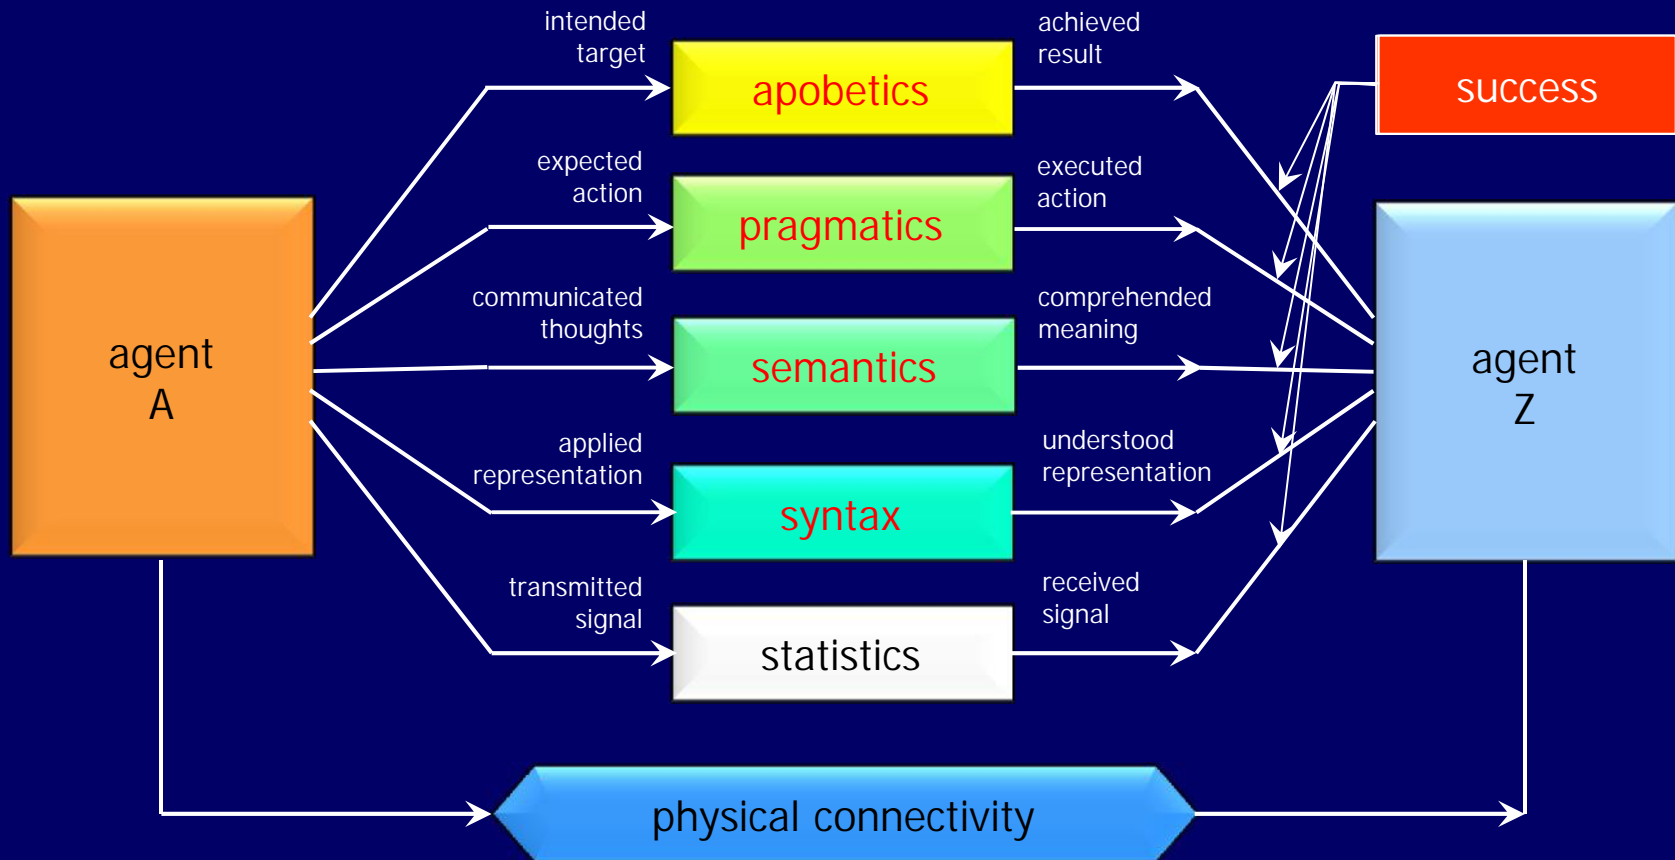 intended
target
apobetics
achieved
result
success
expected
action
pragmatics
executed
action
agent
A
communicated
thoughts
semantics
comprehended
meaning
agent
Z
applied
representation
syntax
understood
representation
transmitted
signal
statistics
received
signal
physical connectivity